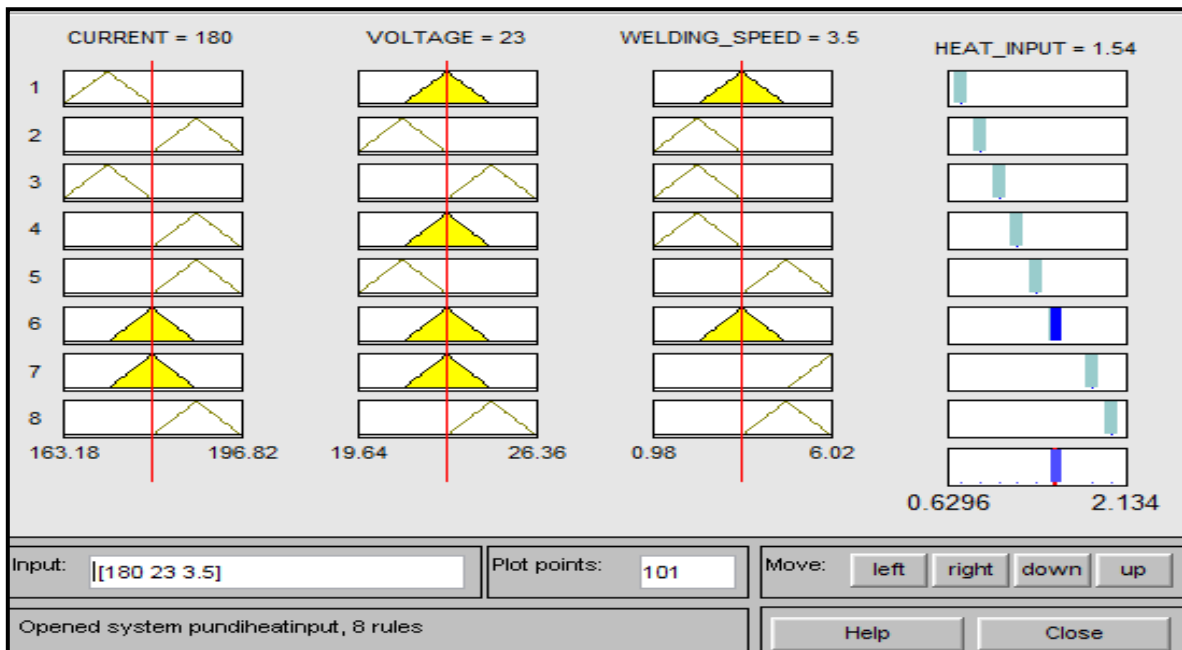 CURRENT = 180 VOLTAGE = 23 WELDING_SPEED = 3.5 HEAT_INPUT = 1.54
1
2
3
4
5
6
7
8
163.18 196.82 19.64 26.36 0.98 6.02
0.6296 2.134
Input: [180 23 3.5] Plot points: 101 Move: left right down up
Opened system pundiheatinput, 8 rules Help Close